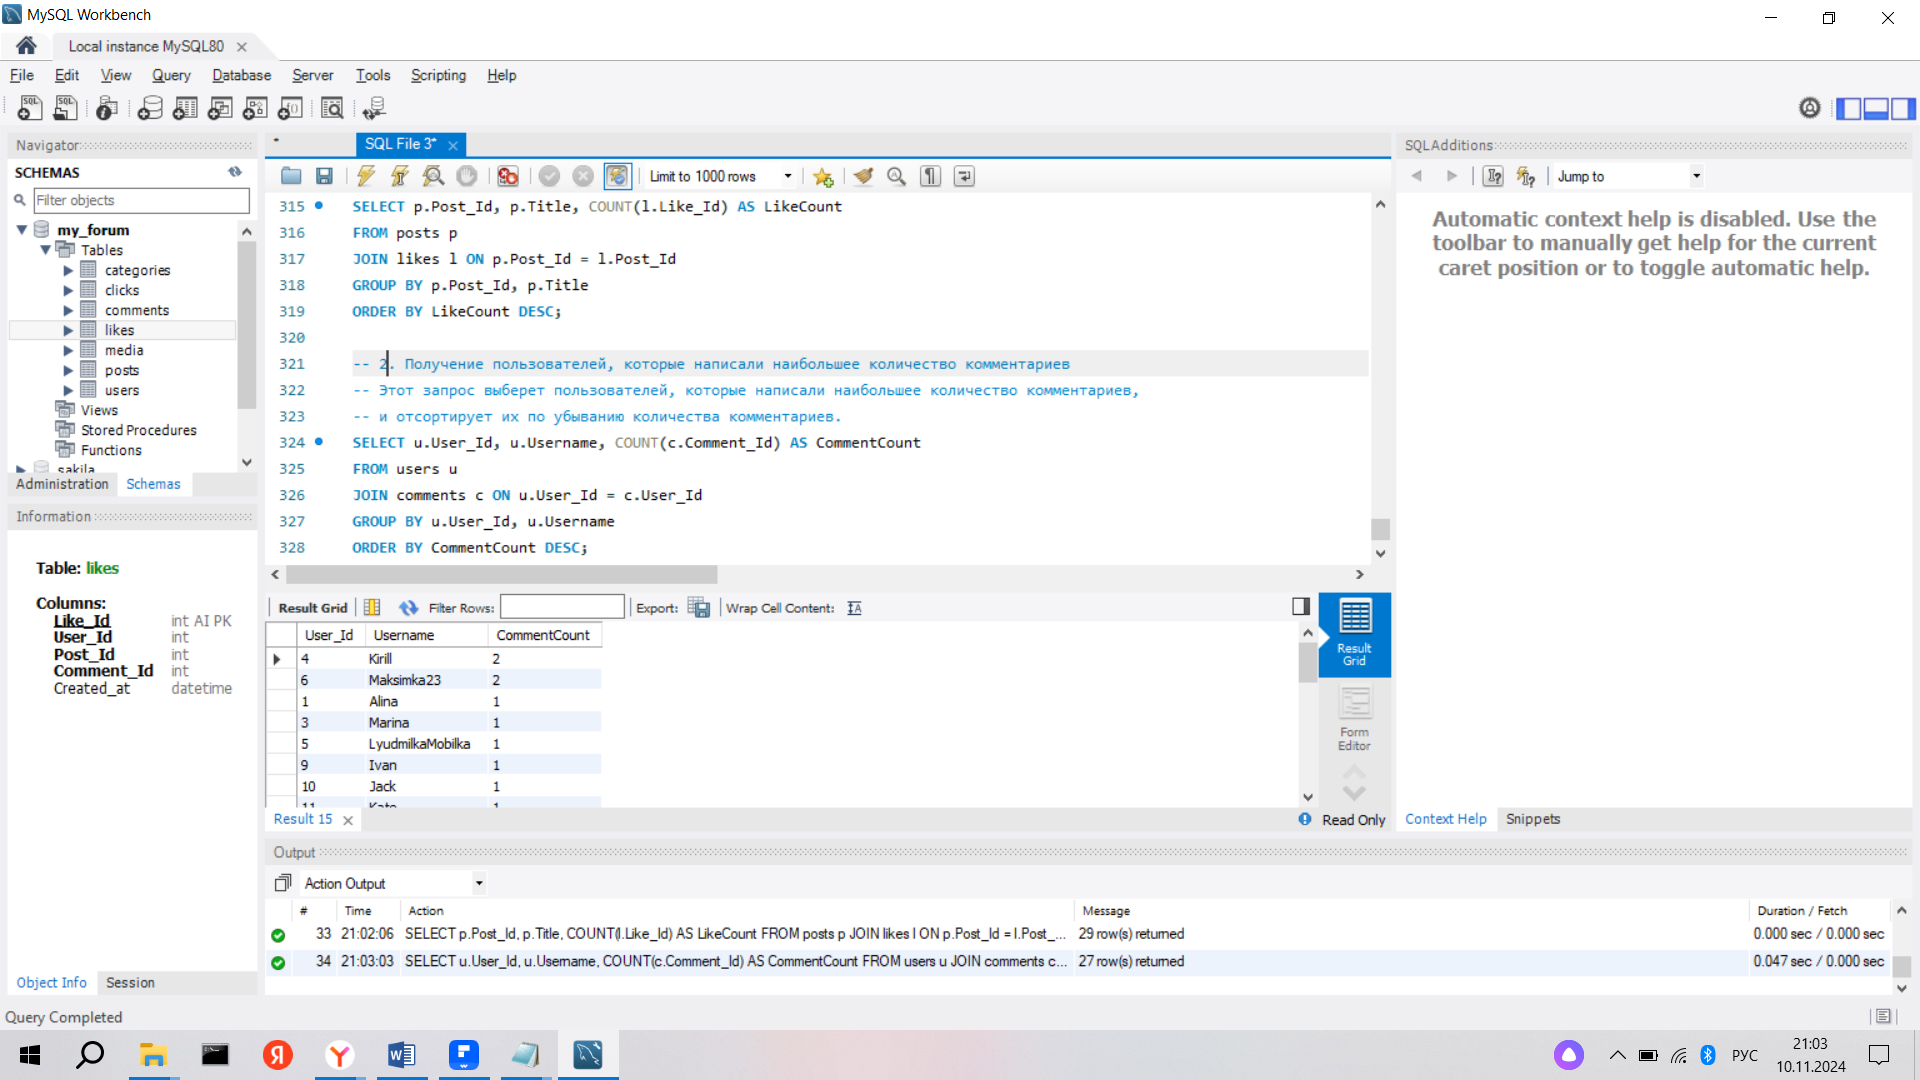 MySQL Workbench
Local instance MySQL80
File Edit View Query Database Server Tools Scripting Help
Navigator
SCHEMAS
Filter objects
my_forum
Tables
categories
clicks
comments
likes
media
posts
users
Views
Stored Procedures
Functions
sakila
Administration Schemas
Information
Table: likes
Columns:
Like_Id int AI PK
User_Id int
Post_Id int
Comment_Id int
Created_at datetime
Object Info Session
SQL File 3*
Limit to 1000 rows
315 SELECT p.Post_Id, p.Title, COUNT(l.Like_Id) AS LikeCount
316 FROM posts p
317 JOIN likes l ON p.Post_Id = l.Post_Id
318 GROUP BY p.Post_Id, p.Title
319 ORDER BY LikeCount DESC;
320
321 -- 2. Получение пользователей, которые написали наибольшее количество комментариев
322 -- Этот запрос выберет пользователей, которые написали наибольшее количество комментариев,
323 -- и отсортирует их по убыванию количества комментариев.
324 SELECT u.User_Id, u.Username, COUNT(c.Comment_Id) AS CommentCount
325 FROM users u
326 JOIN comments c ON u.User_Id = c.User_Id
327 GROUP BY u.User_Id, u.Username
328 ORDER BY CommentCount DESC;
Result Grid Filter Rows: Export: Wrap Cell Content:
User_Id Username CommentCount
4 Kirill 2
6 Maksimka23 2
1 Alina 1
3 Marina 1
5 LyudmilkaMobilka 1
9 Ivan 1
10 Jack 1
11 Kate 1
Result Grid
Form Editor
Result 15
Read Only
SQLAdditions
Jump to
Automatic context help is disabled. Use the
toolbar to manually get help for the current
caret position or to toggle automatic help.
Context Help Snippets
Output
Action Output
# Time Action Message Duration / Fetch
33 21:02:06 SELECT p.Post_Id, p.Title, COUNT(l.Like_Id) AS LikeCount FROM posts p JOIN likes l ON p.Post_Id = l.Post_... 29 row(s) returned 0.000 sec / 0.000 sec
34 21:03:03 SELECT u.User_Id, u.Username, COUNT(c.Comment_Id) AS CommentCount FROM users u JOIN comments c... 27 row(s) returned 0.047 sec / 0.000 sec
Query Completed
РУС
21:03
10.11.2024